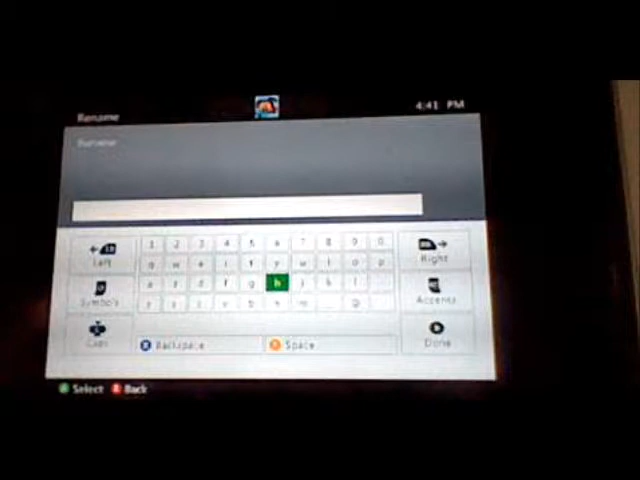 Rename
4:41 PM
Rename
1 2 3 4 5 6 7 8 9 0
Left
Right
q w e r t y u i o p
a s d f g h j k l
Symbols
Accents
Caps
Backspace
Space
Done
Select
Back